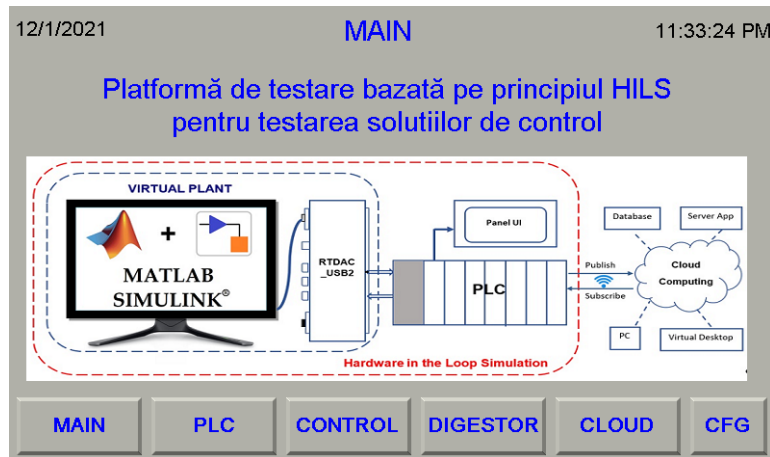 12/1/2021 MAIN 11:33:24 PM
Platformă de testare bazată pe principiul HILS
pentru testarea solutiilor de control
VIRTUAL PLANT
+
MATLAB
SIMULINK®
RTDAC
_USB2
Panel UI
PLC
Hardware in the Loop Simulation
Publish
Subscribe
Database
Server App
Cloud
Computing
PC
Virtual Desktop
MAIN PLC CONTROL DIGESTOR CLOUD CFG